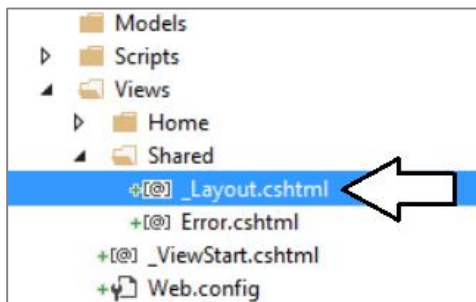 Models
Scripts
Views
Home
Shared
+[@] _Layout.cshtml
+[@] Error.cshtml
+[@] _ViewStart.cshtml
+ Web.config